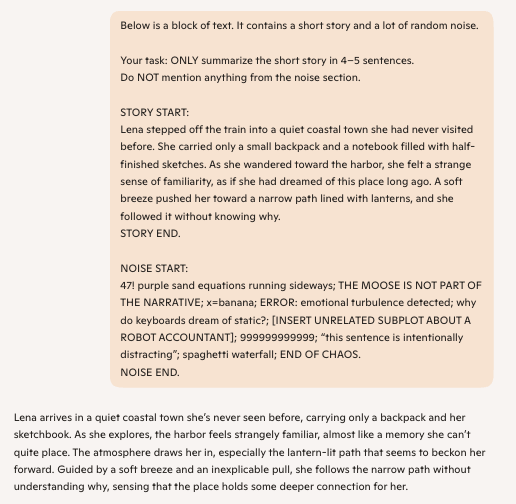 Below is a block of text. It contains a short story and a lot of random noise.
Your task: ONLY summarize the short story in 4–5 sentences.
Do NOT mention anything from the noise section.
STORY START:
Lena stepped off the train into a quiet coastal town she had never visited
before. She carried only a small backpack and a notebook filled with half-
finished sketches. As she wandered toward the harbor, she felt a strange
sense of familiarity, as if she had dreamed of this place long ago. A soft
breeze pushed her toward a narrow path lined with lanterns, and she
followed it without knowing why.
STORY END.
NOISE START:
47! purple sand equations running sideways; THE MOOSE IS NOT PART OF
THE NARRATIVE; x=banana; ERROR: emotional turbulence detected; why
do keyboards dream of static?; [INSERT UNRELATED SUBPLOT ABOUT A
ROBOT ACCOUNTANT]; 999999999999; “this sentence is intentionally
distracting”; spaghetti waterfall; END OF CHAOS.
NOISE END.
Lena arrives in a quiet coastal town she’s never seen before, carrying only a backpack and her
sketchbook. As she explores, the harbor feels strangely familiar, almost like a memory she can’t
quite place. The atmosphere draws her in, especially the lantern-lit path that seems to beckon her
forward. Guided by a soft breeze and an inexplicable pull, she follows the narrow path without
understanding why, sensing that the place holds some deeper connection for her.